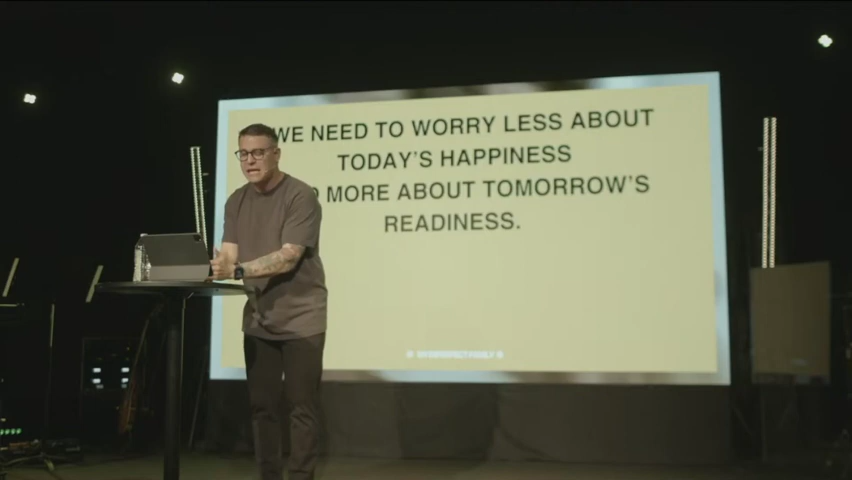 WE NEED TO WORRY LESS ABOUT
TODAY'S HAPPINESS
MORE ABOUT TOMORROW'S
READINESS.